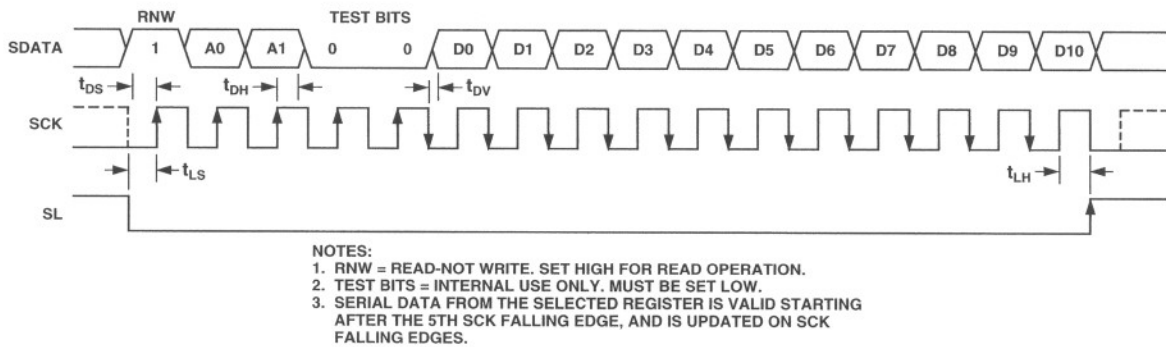 RNW TEST BITS
SDATA 1 A0 A1 0 0 D0 D1 D2 D3 D4 D5 D6 D7 D8 D9 D10
tDS tDH tDV
SCK
tLS tLH
SL
NOTES:
1. RNW = READ-NOT WRITE. SET HIGH FOR READ OPERATION.
2. TEST BITS = INTERNAL USE ONLY. MUST BE SET LOW.
3. SERIAL DATA FROM THE SELECTED REGISTER IS VALID STARTING
AFTER THE 5TH SCK FALLING EDGE, AND IS UPDATED ON SCK
FALLING EDGES.